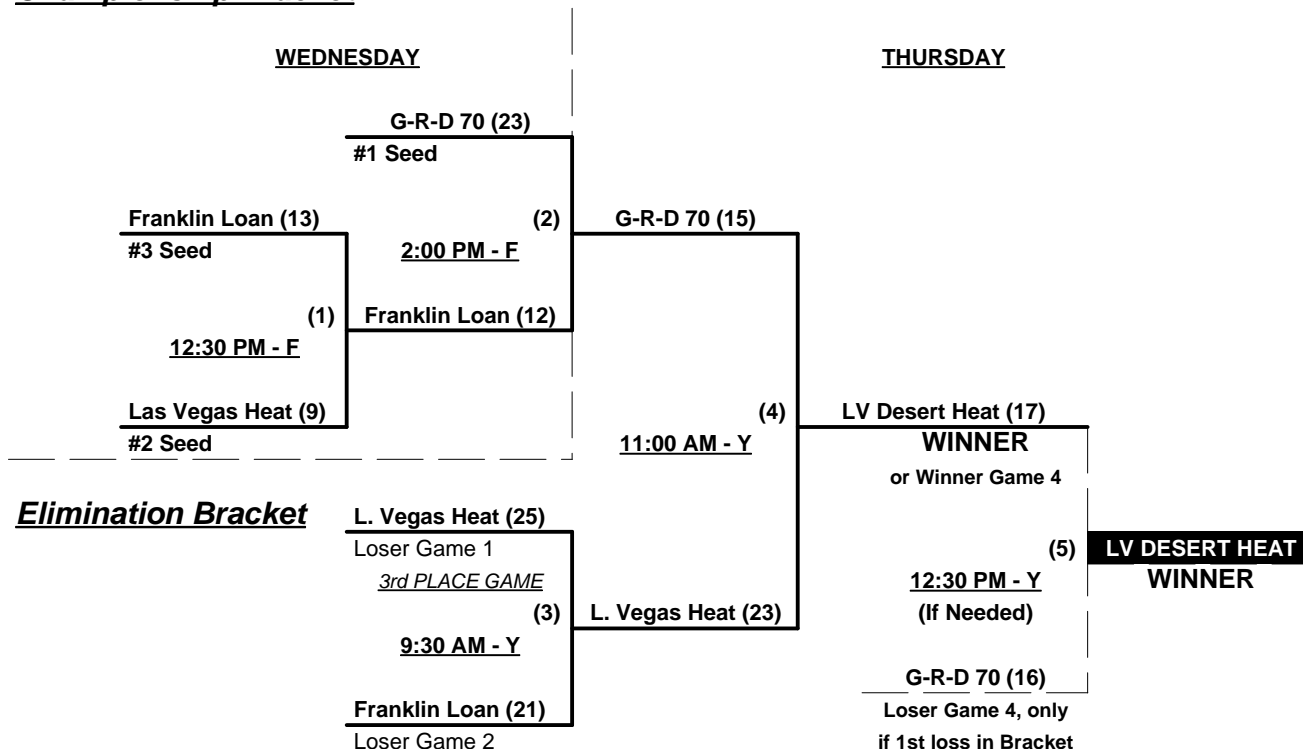 WEDNESDAY
THURSDAY
G-R-D 70 (23)
#1 Seed
Franklin Loan (13)
(2)
G-R-D 70 (15)
#3 Seed
2:00 PM - F
(1)
Franklin Loan (12)
12:30 PM - F
Las Vegas Heat (9)
(4)
LV Desert Heat (17)
#2 Seed
11:00 AM - Y
WINNER
or Winner Game 4
Elimination Bracket
L. Vegas Heat (25)
Loser Game 1
(5)
LV DESERT HEAT
3rd PLACE GAME
12:30 PM - Y
WINNER
(3)
L. Vegas Heat (23)
(If Needed)
9:30 AM - Y
G-R-D 70 (16)
Franklin Loan (21)
Loser Game 4, only
Loser Game 2
if 1st loss in Bracket